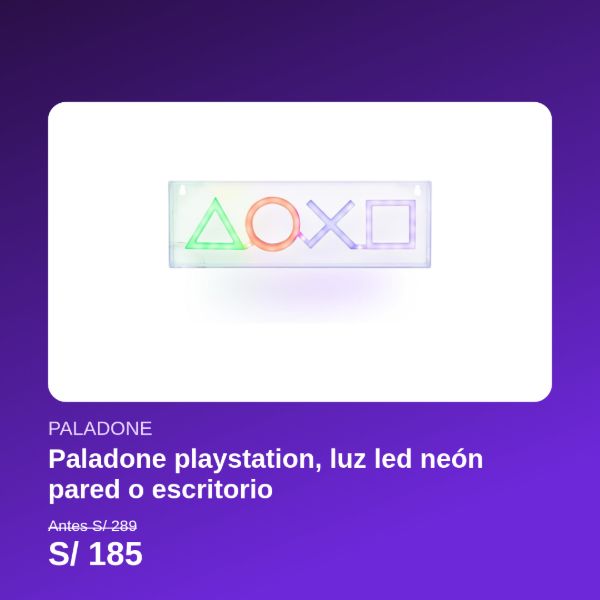 PALADONE
Paladone playstation, luz led neón
pared o escritorio
Antes S/ 289
S/ 185